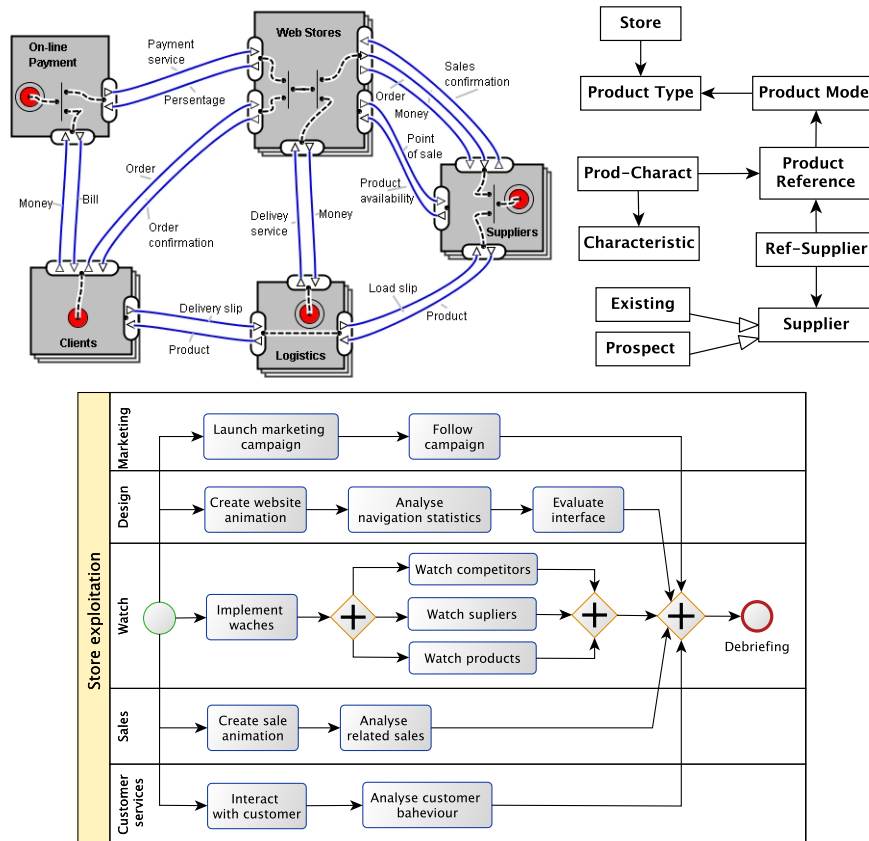 On-line
Payment
Payment
service
Percentage
Web Stores
Sales
confirmation
Order
Money
Point
of sale
Product
availability
Suppliers
Order
Order
confirmation
Money
Bill
Delivey
service
Money
Clients
Delivery slip
Product
Logistics
Load slip
Product
Store
Product Type
Product Mode
Prod-Charact
Product
Reference
Characteristic
Ref-Supplier
Existing
Supplier
Prospect
Store exploitation
Marketing
Launch marketing
campaign
Follow
campaign
Design
Create website
animation
Analyse
navigation statistics
Evaluate
interface
Watch
Implement
waches
Watch competitors
Watch supliers
Watch products
Debriefing
Sales
Create sale
animation
Analyse
related sales
Customer
services
Interact
with customer
Analyse customer
baheviour